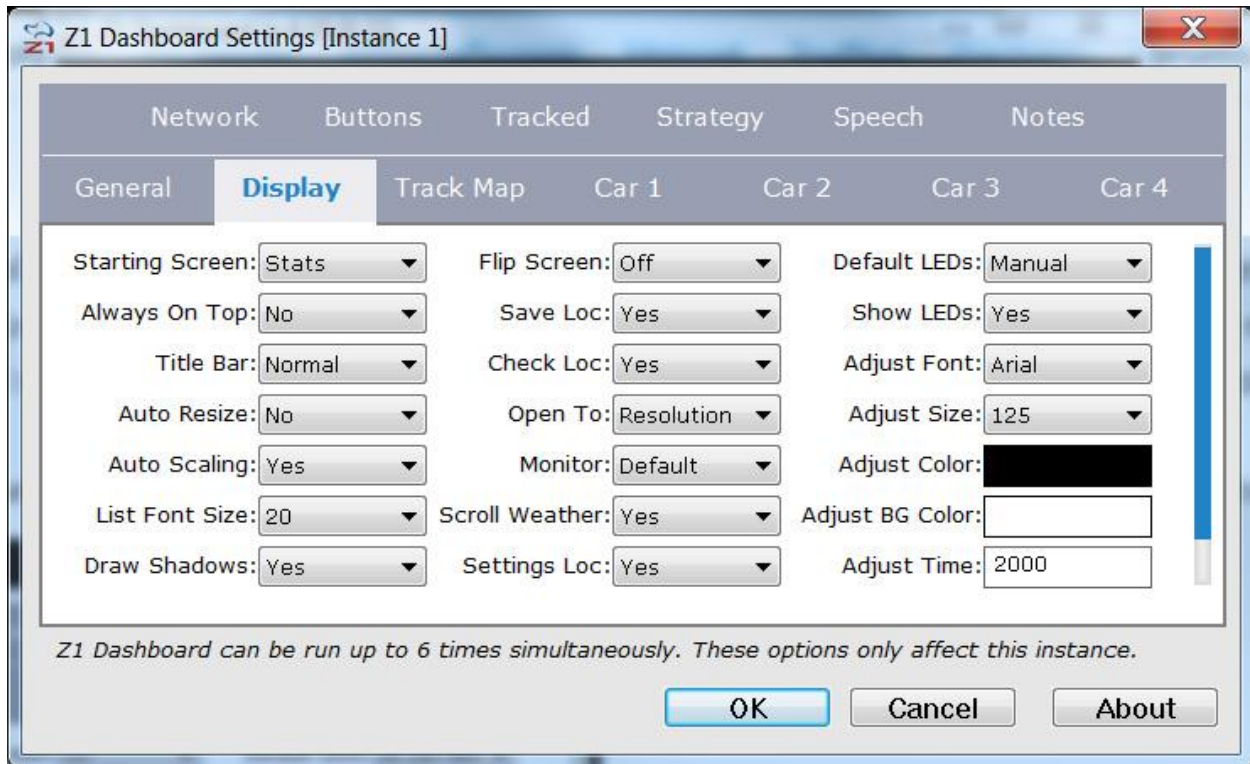 Z1 Z1 Dashboard Settings [Instance 1]
X
Network Buttons Tracked Strategy Speech Notes
General Display Track Map Car 1 Car 2 Car 3 Car 4
Starting Screen: Stats Flip Screen: Off Default LEDs: Manual
Always On Top: No Save Loc: Yes Show LEDs: Yes
Title Bar: Normal Check Loc: Yes Adjust Font: Arial
Auto Resize: No Open To: Resolution Adjust Size: 125
Auto Scaling: Yes Monitor: Default Adjust Color:
List Font Size: 20 Scroll Weather: Yes Adjust BG Color:
Draw Shadows: Yes Settings Loc: Yes Adjust Time: 2000
Z1 Dashboard can be run up to 6 times simultaneously. These options only affect this instance.
OK Cancel About